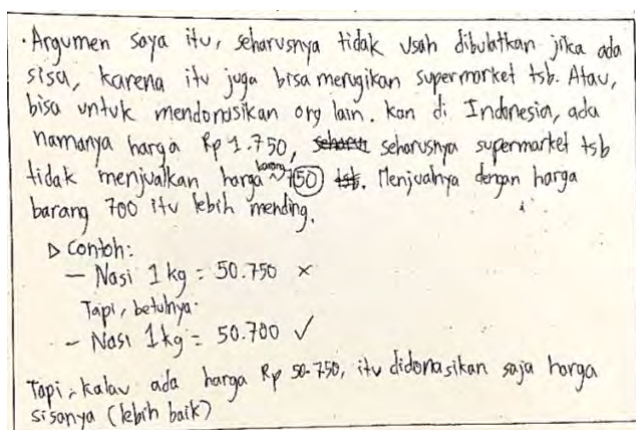 · Argumen saya itu, seharusnya tidak usah dibulatkan jika ada
sisa, karena itu juga bisa merugikan supermarket tsb. Atau,
bisa untuk mendonasikan org lain. Kan di Indonesia, ada
namanya harga Rp 1.750, seharusnya supermarket tsb
tidak menjualkan harga barang 750. Menjualnya dengan harga
barang 700 itu lebih mending.
▷ Contoh:
– Nasi 1 kg = 50.750 ×
Tapi, betulnya:
– Nasi 1 kg = 50.700 ✓
Tapi, kalau ada harga Rp 50.750, itu didonasikan saja harga
sisanya (lebih baik)